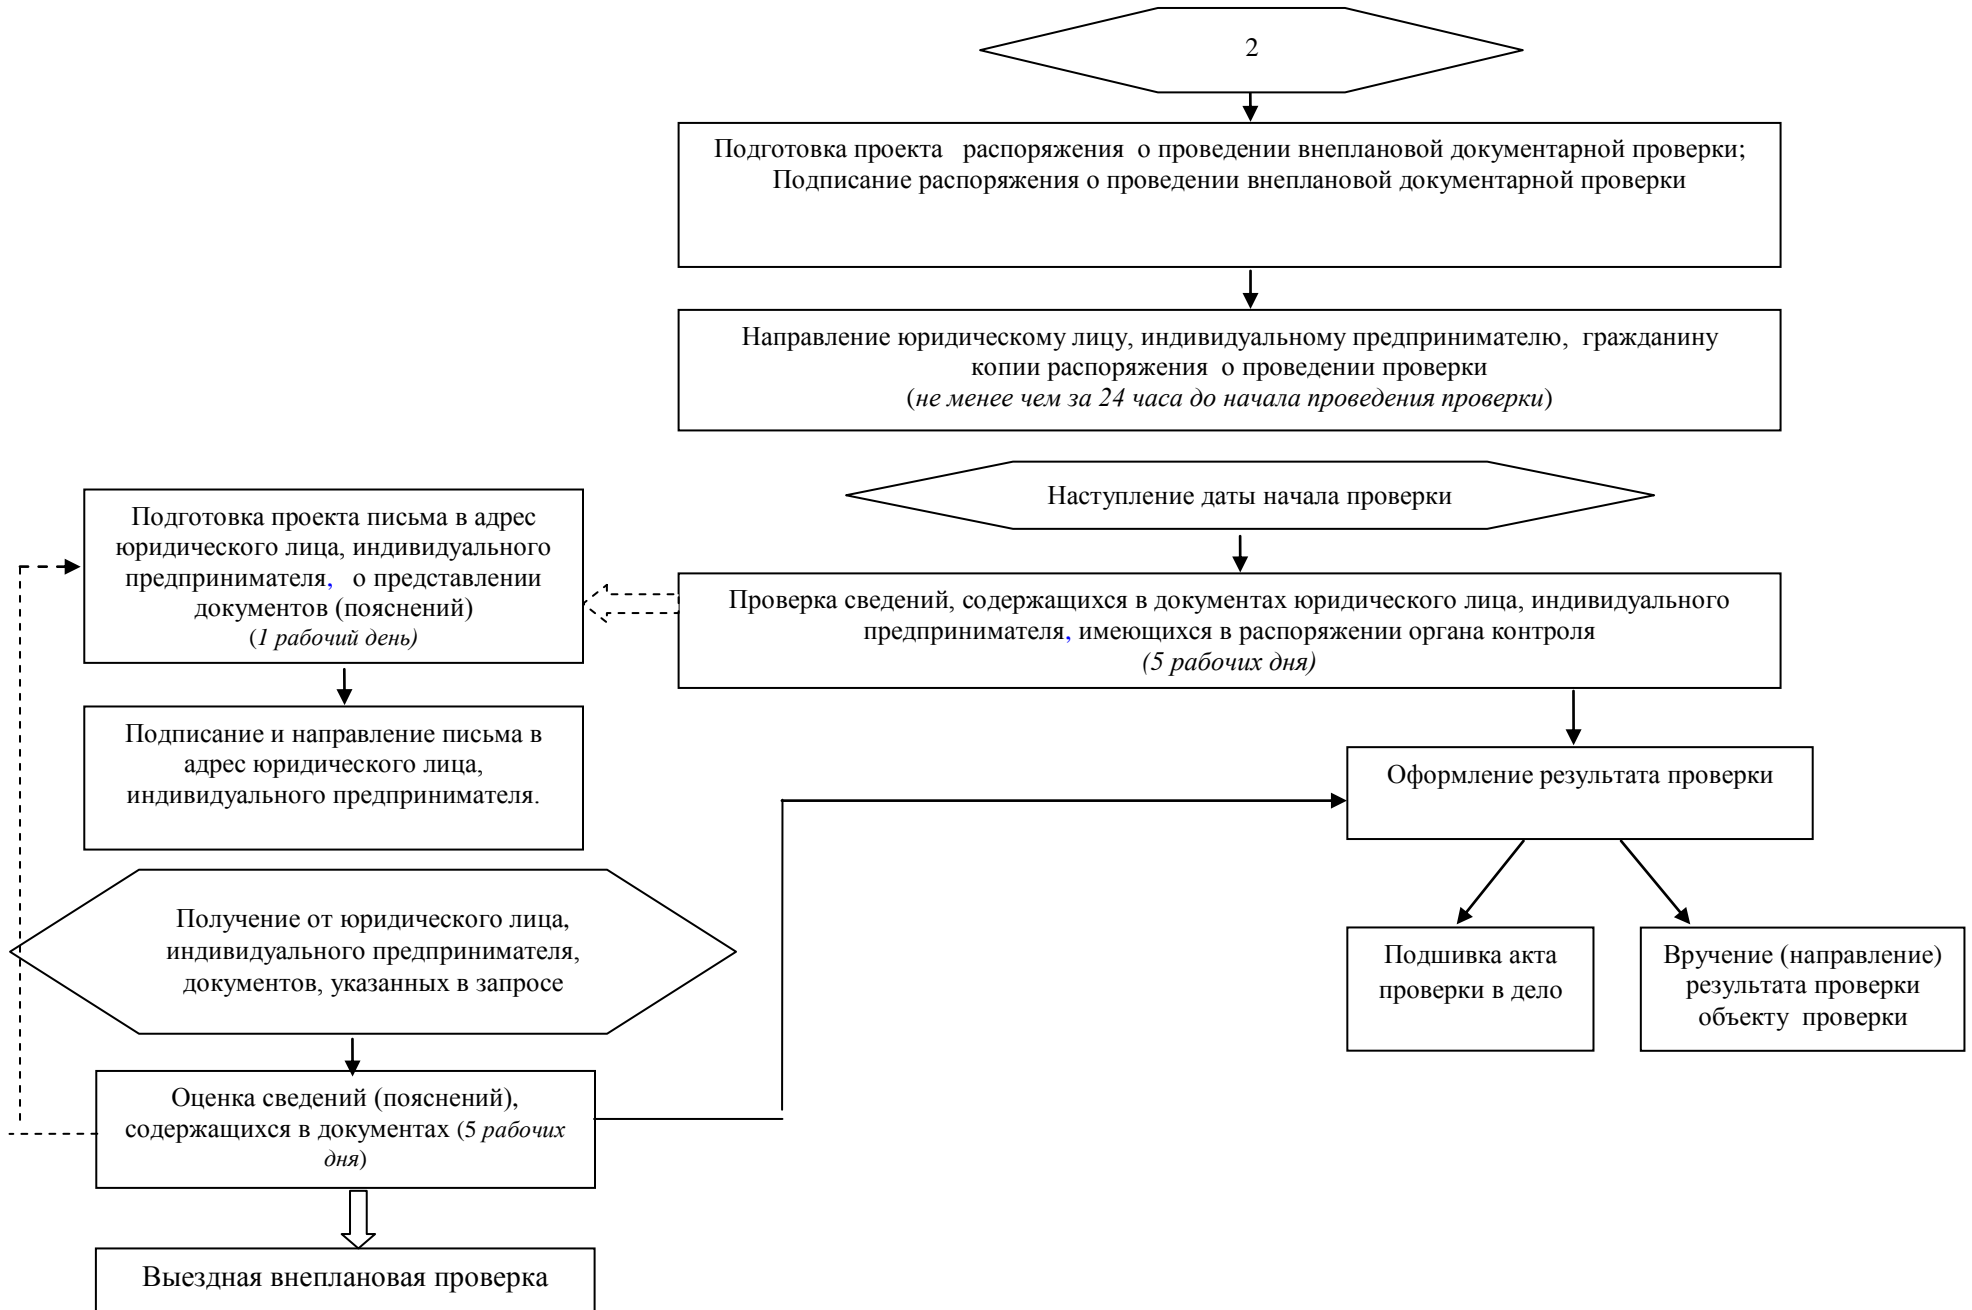 2
Подготовка проекта распоряжения о проведении внеплановой документарной проверки;
Подписание распоряжения о проведении внеплановой документарной проверки
Направление юридическому лицу, индивидуальному предпринимателю, гражданину
копии распоряжения о проведении проверки
(не менее чем за 24 часа до начала проведения проверки)
Наступление даты начала проверки
Подготовка проекта письма в адрес
юридического лица, индивидуального
предпринимателя, о представлении
документов (пояснений)
(1 рабочий день)
Проверка сведений, содержащихся в документах юридического лица, индивидуального
предпринимателя, имеющихся в распоряжении органа контроля
(5 рабочих дня)
Подписание и направление письма в
адрес юридического лица,
индивидуального предпринимателя.
Оформление результата проверки
Получение от юридического лица,
индивидуального предпринимателя,
документов, указанных в запросе
Подшивка акта
проверки в дело
Вручение (направление)
результата проверки
объекту проверки
Оценка сведений (пояснений),
содержащихся в документах (5 рабочих
дня)
Выездная внеплановая проверка